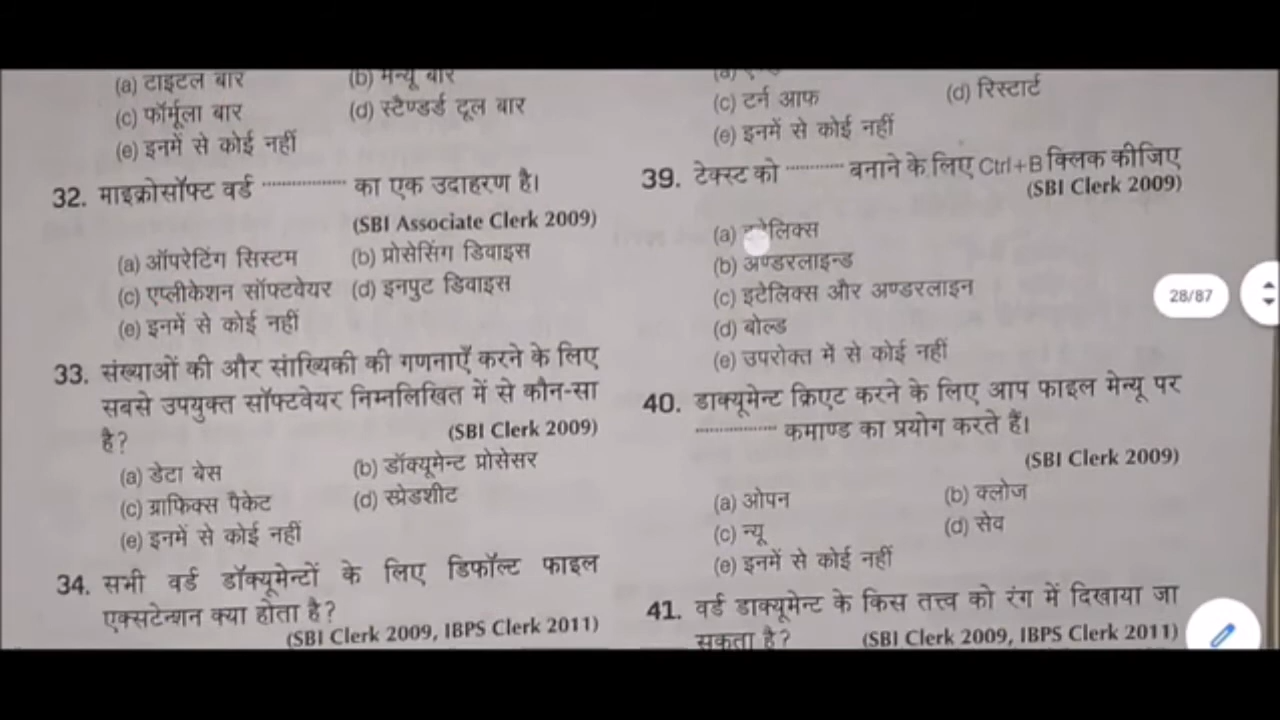 (a) टाइटल बार (b) मेन्यू बार
(c) फॉर्मूला बार (d) स्टैण्डर्ड टूल बार
(e) इनमें से कोई नहीं
32. माइक्रोसॉफ्ट वर्ड ................. का एक उदाहरण है।
(SBI Associate Clerk 2009)
(a) ऑपरेटिंग सिस्टम (b) प्रोसेसिंग डिवाइस
(c) एप्लीकेशन सॉफ्टवेयर (d) इनपुट डिवाइस
(e) इनमें से कोई नहीं
33. संख्याओं की और सांख्यिकी की गणनाएँ करने के लिए
सबसे उपयुक्त सॉफ्टवेयर निम्नलिखित में से कौन-सा
है? (SBI Clerk 2009)
(a) डेटा बेस (b) डॉक्यूमेन्ट प्रोसेसर
(c) ग्राफिक्स पैकेट (d) स्प्रेडशीट
(e) इनमें से कोई नहीं
34. सभी वर्ड डॉक्यूमेन्टों के लिए डिफॉल्ट फाइल
एक्सटेन्शन क्या होता है?
(SBI Clerk 2009, IBPS Clerk 2011)
(a)
(c) टर्न आफ (d) रिस्टार्ट
(e) इनमें से कोई नहीं
39. टेक्स्ट को ............ बनाने के लिए Ctrl+B क्लिक कीजिए
(SBI Clerk 2009)
(a) इटेलिक्स
(b) अण्डरलाइन्ड
(c) इटेलिक्स और अण्डरलाइन
(d) बोल्ड
(e) उपरोक्त में से कोई नहीं
40. डाक्यूमेन्ट क्रिएट करने के लिए आप फाइल मेन्यू पर
................. कमाण्ड का प्रयोग करते हैं।
(SBI Clerk 2009)
(a) ओपन (b) क्लोज
(c) न्यू (d) सेव
(e) इनमें से कोई नहीं
41. वर्ड डाक्यूमेन्ट के किस तत्त्व को रंग में दिखाया जा
सकता है? (SBI Clerk 2009, IBPS Clerk 2011)
28/87